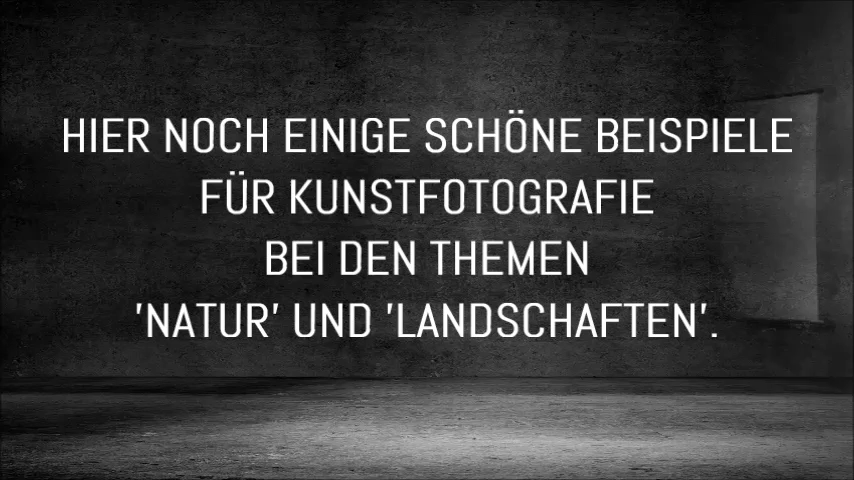 HIER NOCH EINIGE SCHÖNE BEISPIELE
FÜR KUNSTFOTOGRAFIE
BEI DEN THEMEN
'NATUR' UND 'LANDSCHAFTEN'.